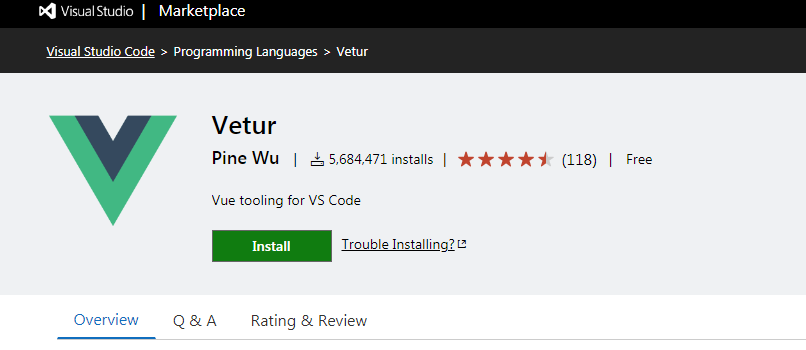 Visual Studio | Marketplace
Visual Studio Code > Programming Languages > Vetur
Vetur
Pine Wu | 5,684,471 installs | (118) | Free
Vue tooling for VS Code
Install Trouble Installing?
Overview Q & A Rating & Review